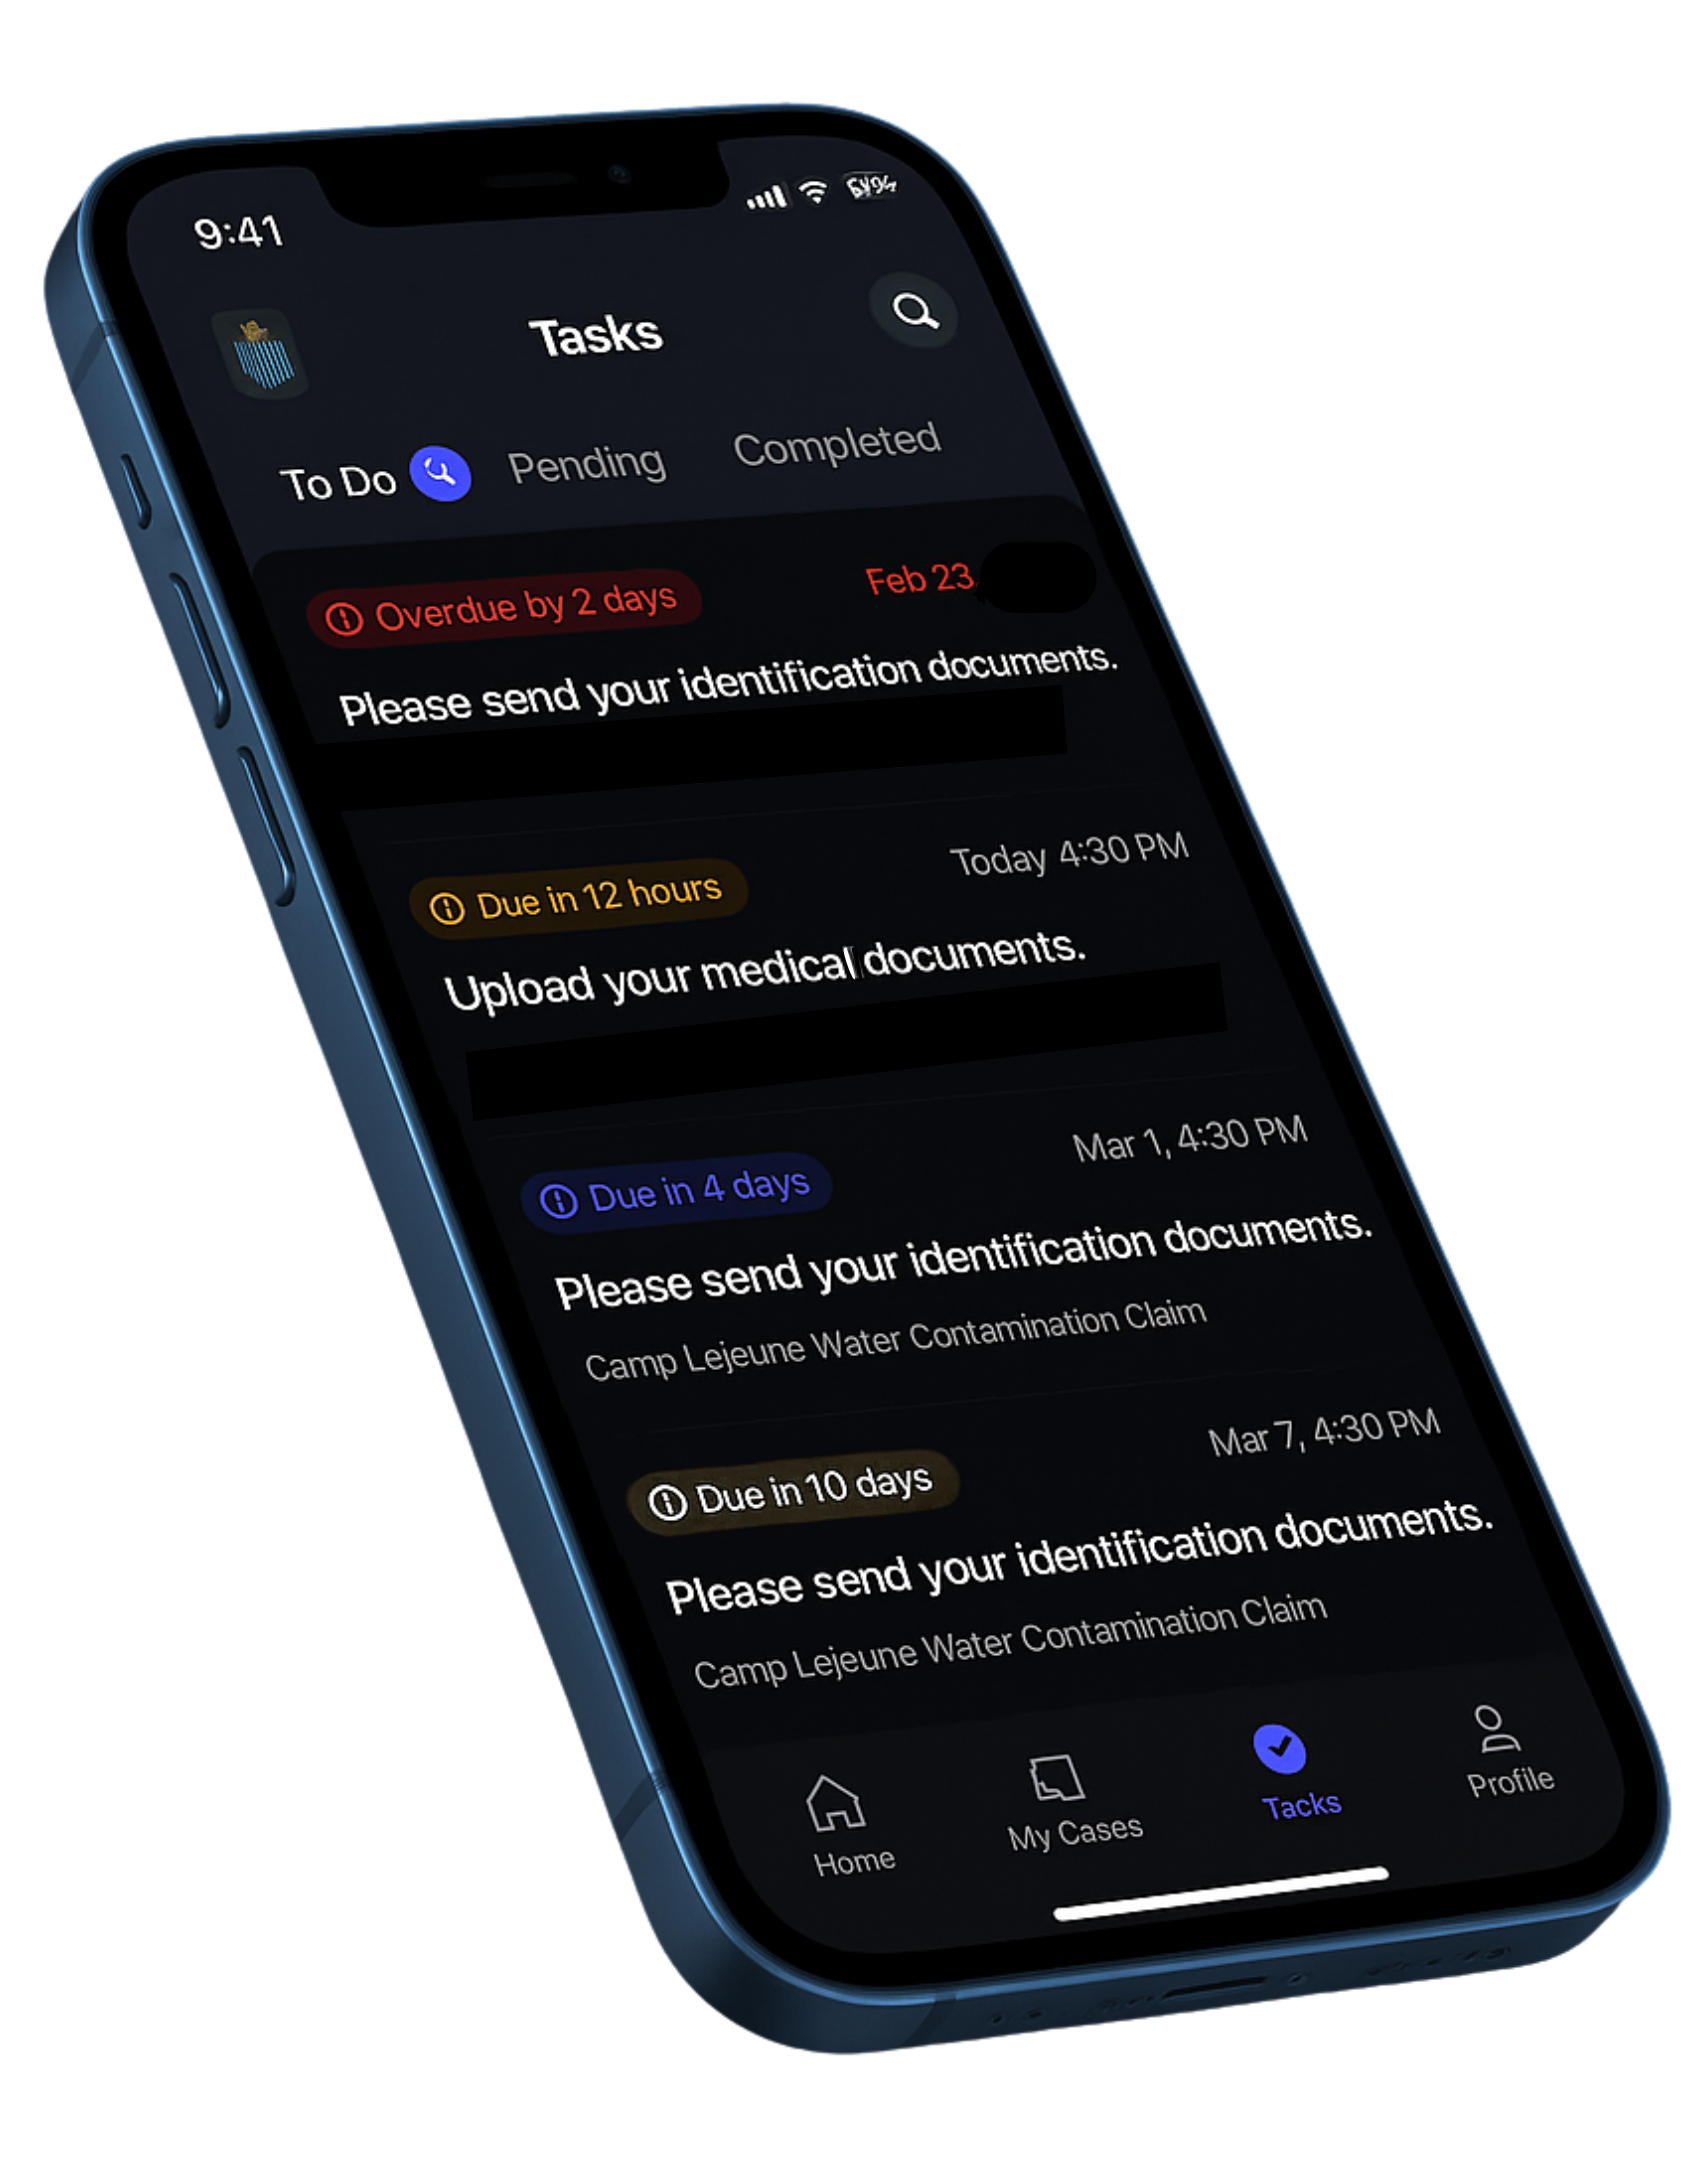 9:41
Tasks
To Do Pending Completed
Overdue by 2 days Feb 23,
Please send your identification documents.
Due in 12 hours Today 4:30 PM
Upload your medical documents.
Due in 4 days Mar 1, 4:30 PM
Please send your identification documents.
Camp Lejeune Water Contamination Claim
Due in 10 days Mar 7, 4:30 PM
Please send your identification documents.
Camp Lejeune Water Contamination Claim
Home My Cases Tacks Profile